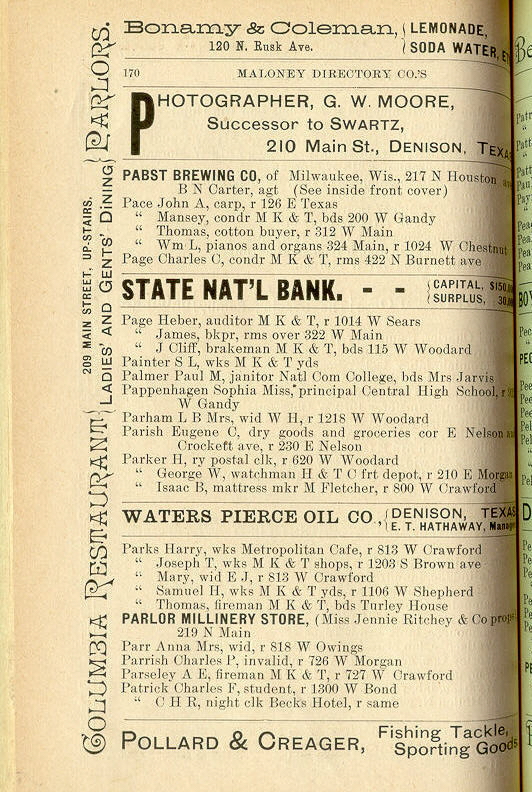 Bonamy & Coleman, LEMONADE,
120 N. Rusk Ave. SODA WATER,
170 MALONEY DIRECTORY CO.'S
PHOTOGRAPHER, G. W. MOORE,
Successor to SWARTZ,
210 Main St., DENISON, TEXAS
PABST BREWING CO, of Milwaukee, Wis., 217 N Houston ave
B N Carter, agt (See inside front cover)
Pace John A, carp, r 126 E Texas
“ Mansey, condr M K & T, bds 200 W Gandy
“ Thomas, cotton buyer, r 312 W Main
“ Wm L, pianos and organs 324 Main, r 1024 W Chestnut
Page Charles C, condr M K & T, rms 422 N Burnett ave
STATE NAT'L BANK. - - CAPITAL,
SURPLUS,
Page Heber, auditor M K & T, r 1014 W Sears
“ James, bkpr, rms over 322 W Main
“ J Cliff, brakeman M K & T, bds 115 W Woodard
Painter S L, wks M K & T yds
Palmer Paul M, janitor Natl Com College, bds Mrs Jarvis
Pappenhagen Sophia Miss, principal Central High School, r
W Gandy
Parham L B Mrs, wid W H, r 1218 W Woodard
Parish Eugene C, dry goods and groceries cor E Nelson
Crockett ave, r 230 E Nelson
Parker H, ry postal clk, r 620 W Woodard
“ George W, watchman H & T C frt depot, r 210 E Morgan
“ Isaac B, mattress mkr M Fletcher, r 800 W Crawford
WATERS PIERCE OIL CO., DENISON, TEXAS
E. T. HATHAWAY,
Parks Harry, wks Metropolitan Cafe, r 813 W Crawford
“ Joseph T, wks M K & T shops, r 1203 S Brown ave
“ Mary, wid E J, r 813 W Crawford
“ Samuel H, wks M K & T yds, r 1106 W Shepherd
“ Thomas, fireman M K & T, bds Turley House
PARLOR MILLINERY STORE, (Miss Jennie Ritchey & Co
219 N Main
Parr Anna Mrs, wid, r 818 W Owings
Parrish Charles P, invalid, r 726 W Morgan
Parseley A E, fireman M K & T, r 727 W Crawford
Patrick Charles F, student, r 1300 W Bond
“ C H R, night clk Becks Hotel, r same
POLLARD & CREAGER, Fishing Tackle,
Sporting Goods
COLUMBIA RESTAURANT 209 MAIN STREET, UP-STAIRS.
LADIES' AND GENTS' DINING PARLORS.